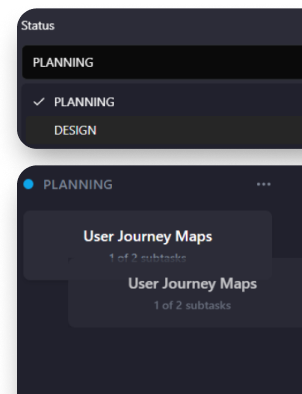 Status
PLANNING
PLANNING
DESIGN
PLANNING
User Journey Maps
1 of 2 subtasks
User Journey Maps
1 of 2 subtasks